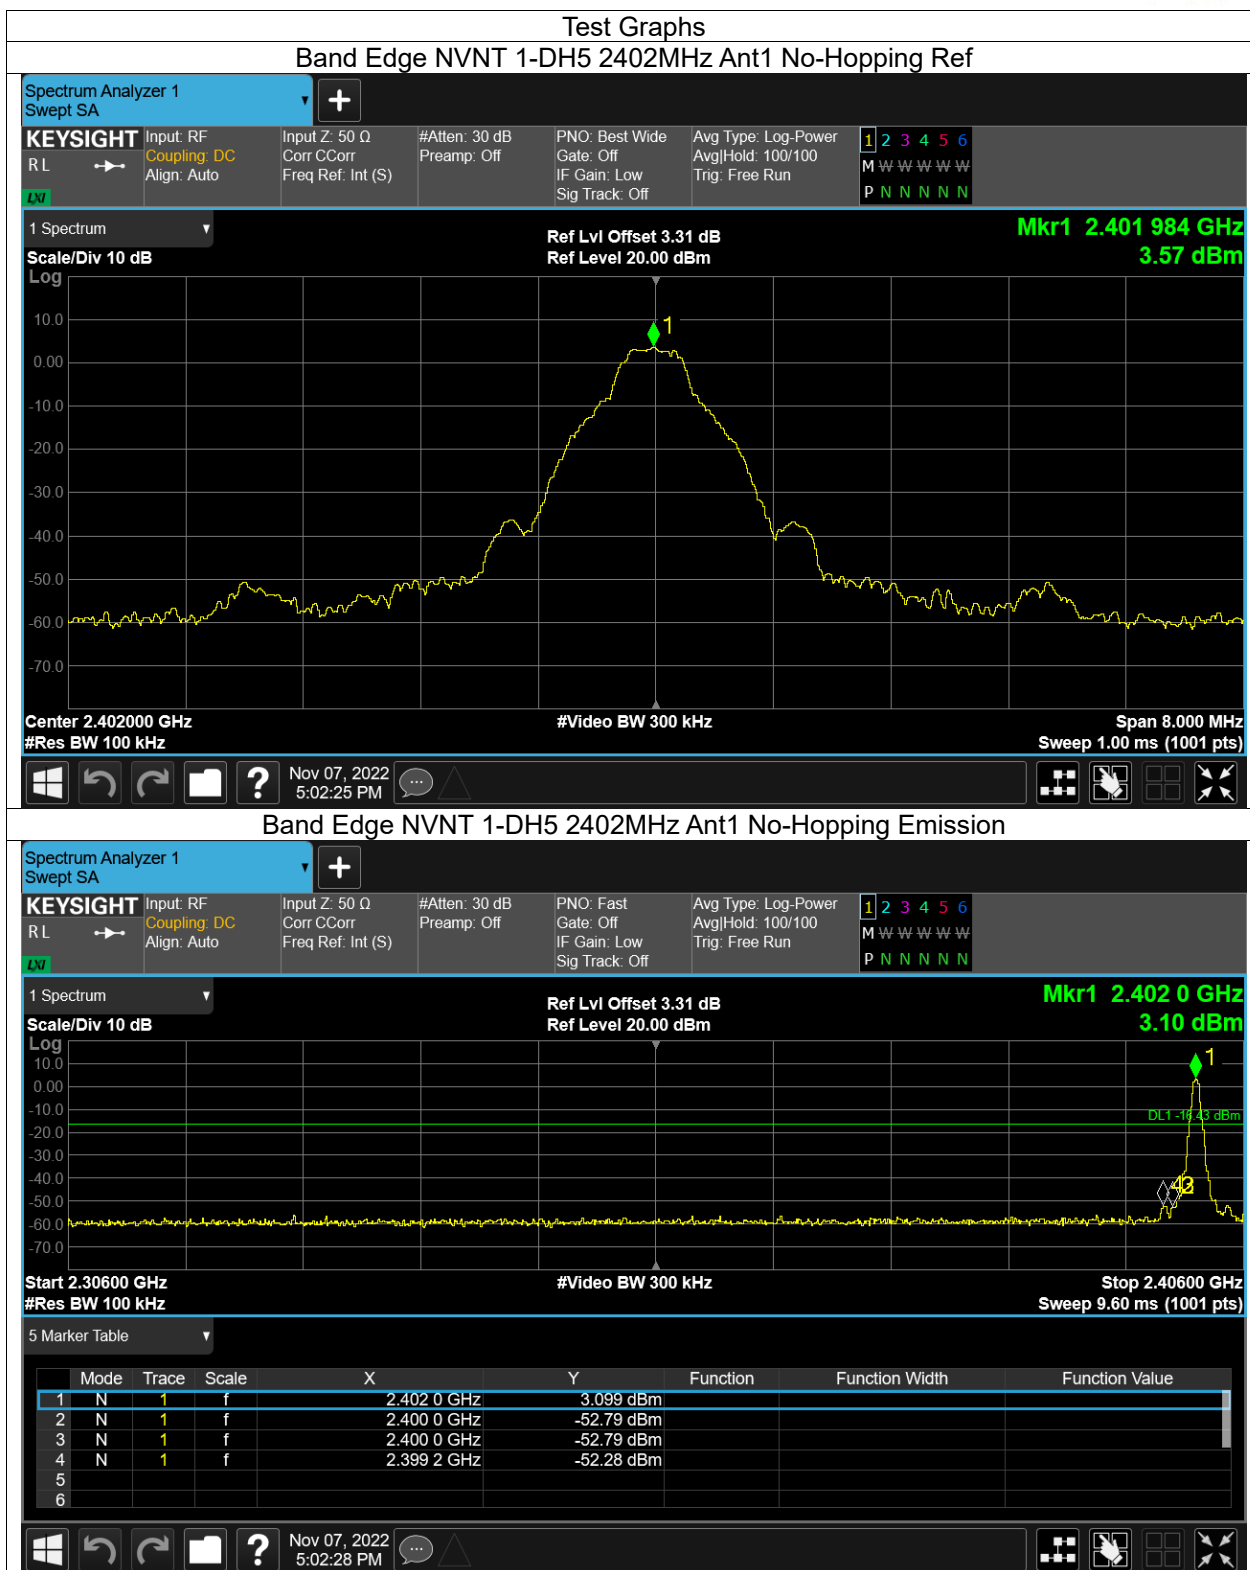 Test Graphs
Band Edge NVNT 1-DH5 2402MHz Ant1 No-Hopping Ref
Spectrum Analyzer 1
Swept SA
KEYSIGHT Input: RF Input Z: 50 Ω #Atten: 30 dB PNO: Best Wide Avg Type: Log-Power 1 2 3 4 5 6
R L Coupling: DC Corr CCorr Preamp: Off Gate: Off Avg|Hold: 100/100 M W W W W W
Align: Auto Freq Ref: Int (S) IF Gain: Low Trig: Free Run P N N N N N
LXI Sig Track: Off
1 Spectrum Ref Lvl Offset 3.31 dB Mkr1 2.401 984 GHz
Scale/Div 10 dB Ref Level 20.00 dBm 3.57 dBm
Log
1
10.0
0.00
-10.0
-20.0
-30.0
-40.0
-50.0
-60.0
-70.0
Center 2.402000 GHz #Video BW 300 kHz Span 8.000 MHz
#Res BW 100 kHz Sweep 1.00 ms (1001 pts)
? Nov 07, 2022
5:02:25 PM
Band Edge NVNT 1-DH5 2402MHz Ant1 No-Hopping Emission
Spectrum Analyzer 1
Swept SA
KEYSIGHT Input: RF Input Z: 50 Ω #Atten: 30 dB PNO: Fast Avg Type: Log-Power 1 2 3 4 5 6
R L Coupling: DC Corr CCorr Preamp: Off Gate: Off Avg|Hold: 100/100 M W W W W W
Align: Auto Freq Ref: Int (S) IF Gain: Low Trig: Free Run P N N N N N
LXI Sig Track: Off
1 Spectrum Ref Lvl Offset 3.31 dB Mkr1 2.402 0 GHz
Scale/Div 10 dB Ref Level 20.00 dBm 3.10 dBm
Log
1
10.0
0.00
-10.0
DL1 -16.43 dBm
-20.0
-30.0
-40.0
-50.0
-60.0
-70.0
Start 2.30600 GHz #Video BW 300 kHz Stop 2.40600 GHz
#Res BW 100 kHz Sweep 9.60 ms (1001 pts)
5 Marker Table
Mode Trace Scale X Y Function Function Width Function Value
1 N 1 f 2.402 0 GHz 3.099 dBm
2 N 1 f 2.400 0 GHz -52.79 dBm
3 N 1 f 2.400 0 GHz -52.79 dBm
4 N 1 f 2.399 2 GHz -52.28 dBm
5
6
? Nov 07, 2022
5:02:28 PM